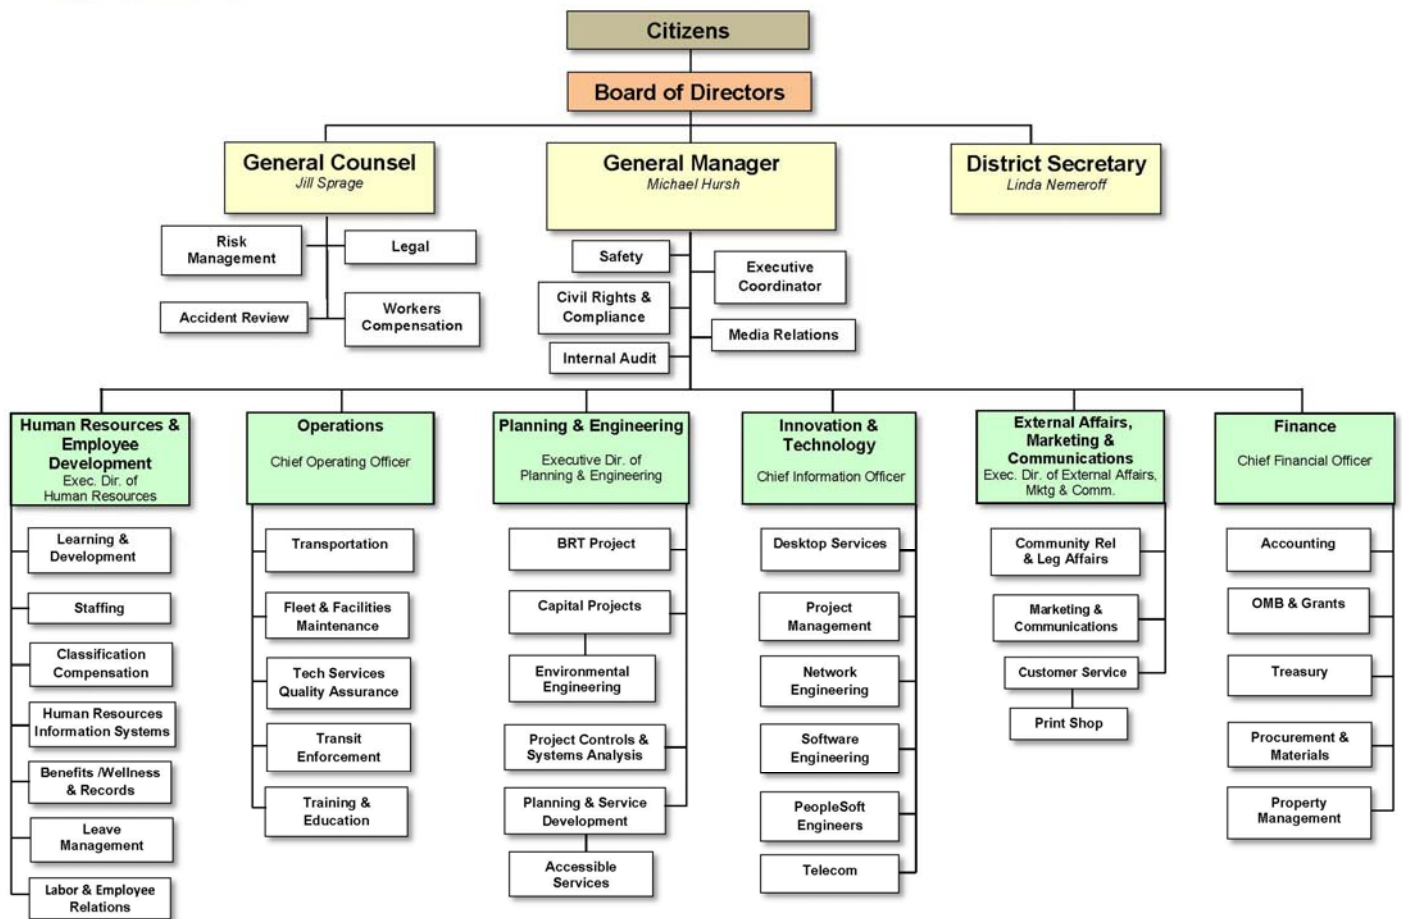 Citizens
Board of Directors
General Counsel
Jill Sprage
General Manager
Michael Hursh
District Secretary
Linda Nemeroff
Risk
Management
Legal
Accident Review
Workers
Compensation
Safety
Executive
Coordinator
Civil Rights &
Compliance
Media Relations
Internal Audit
Human Resources &
Employee
Development
Exec. Dir. of
Human Resources
Learning &
Development
Staffing
Classification
Compensation
Human Resources
Information Systems
Benefits /Wellness
& Records
Leave
Management
Labor & Employee
Relations
Operations
Chief Operating Officer
Transportation
Fleet & Facilities
Maintenance
Tech Services
Quality Assurance
Transit
Enforcement
Training &
Education
Planning & Engineering
Executive Dir. of
Planning & Engineering
BRT Project
Capital Projects
Environmental
Engineering
Project Controls &
Systems Analysis
Planning & Service
Development
Accessible
Services
Innovation &
Technology
Chief Information Officer
Desktop Services
Project
Management
Network
Engineering
Software
Engineering
PeopleSoft
Engineers
Telecom
External Affairs,
Marketing &
Communications
Exec. Dir. of External Affairs,
Mktg & Comm.
Community Rel
& Leg Affairs
Marketing &
Communications
Customer Service
Print Shop
Finance
Chief Financial Officer
Accounting
OMB & Grants
Treasury
Procurement &
Materials
Property
Management